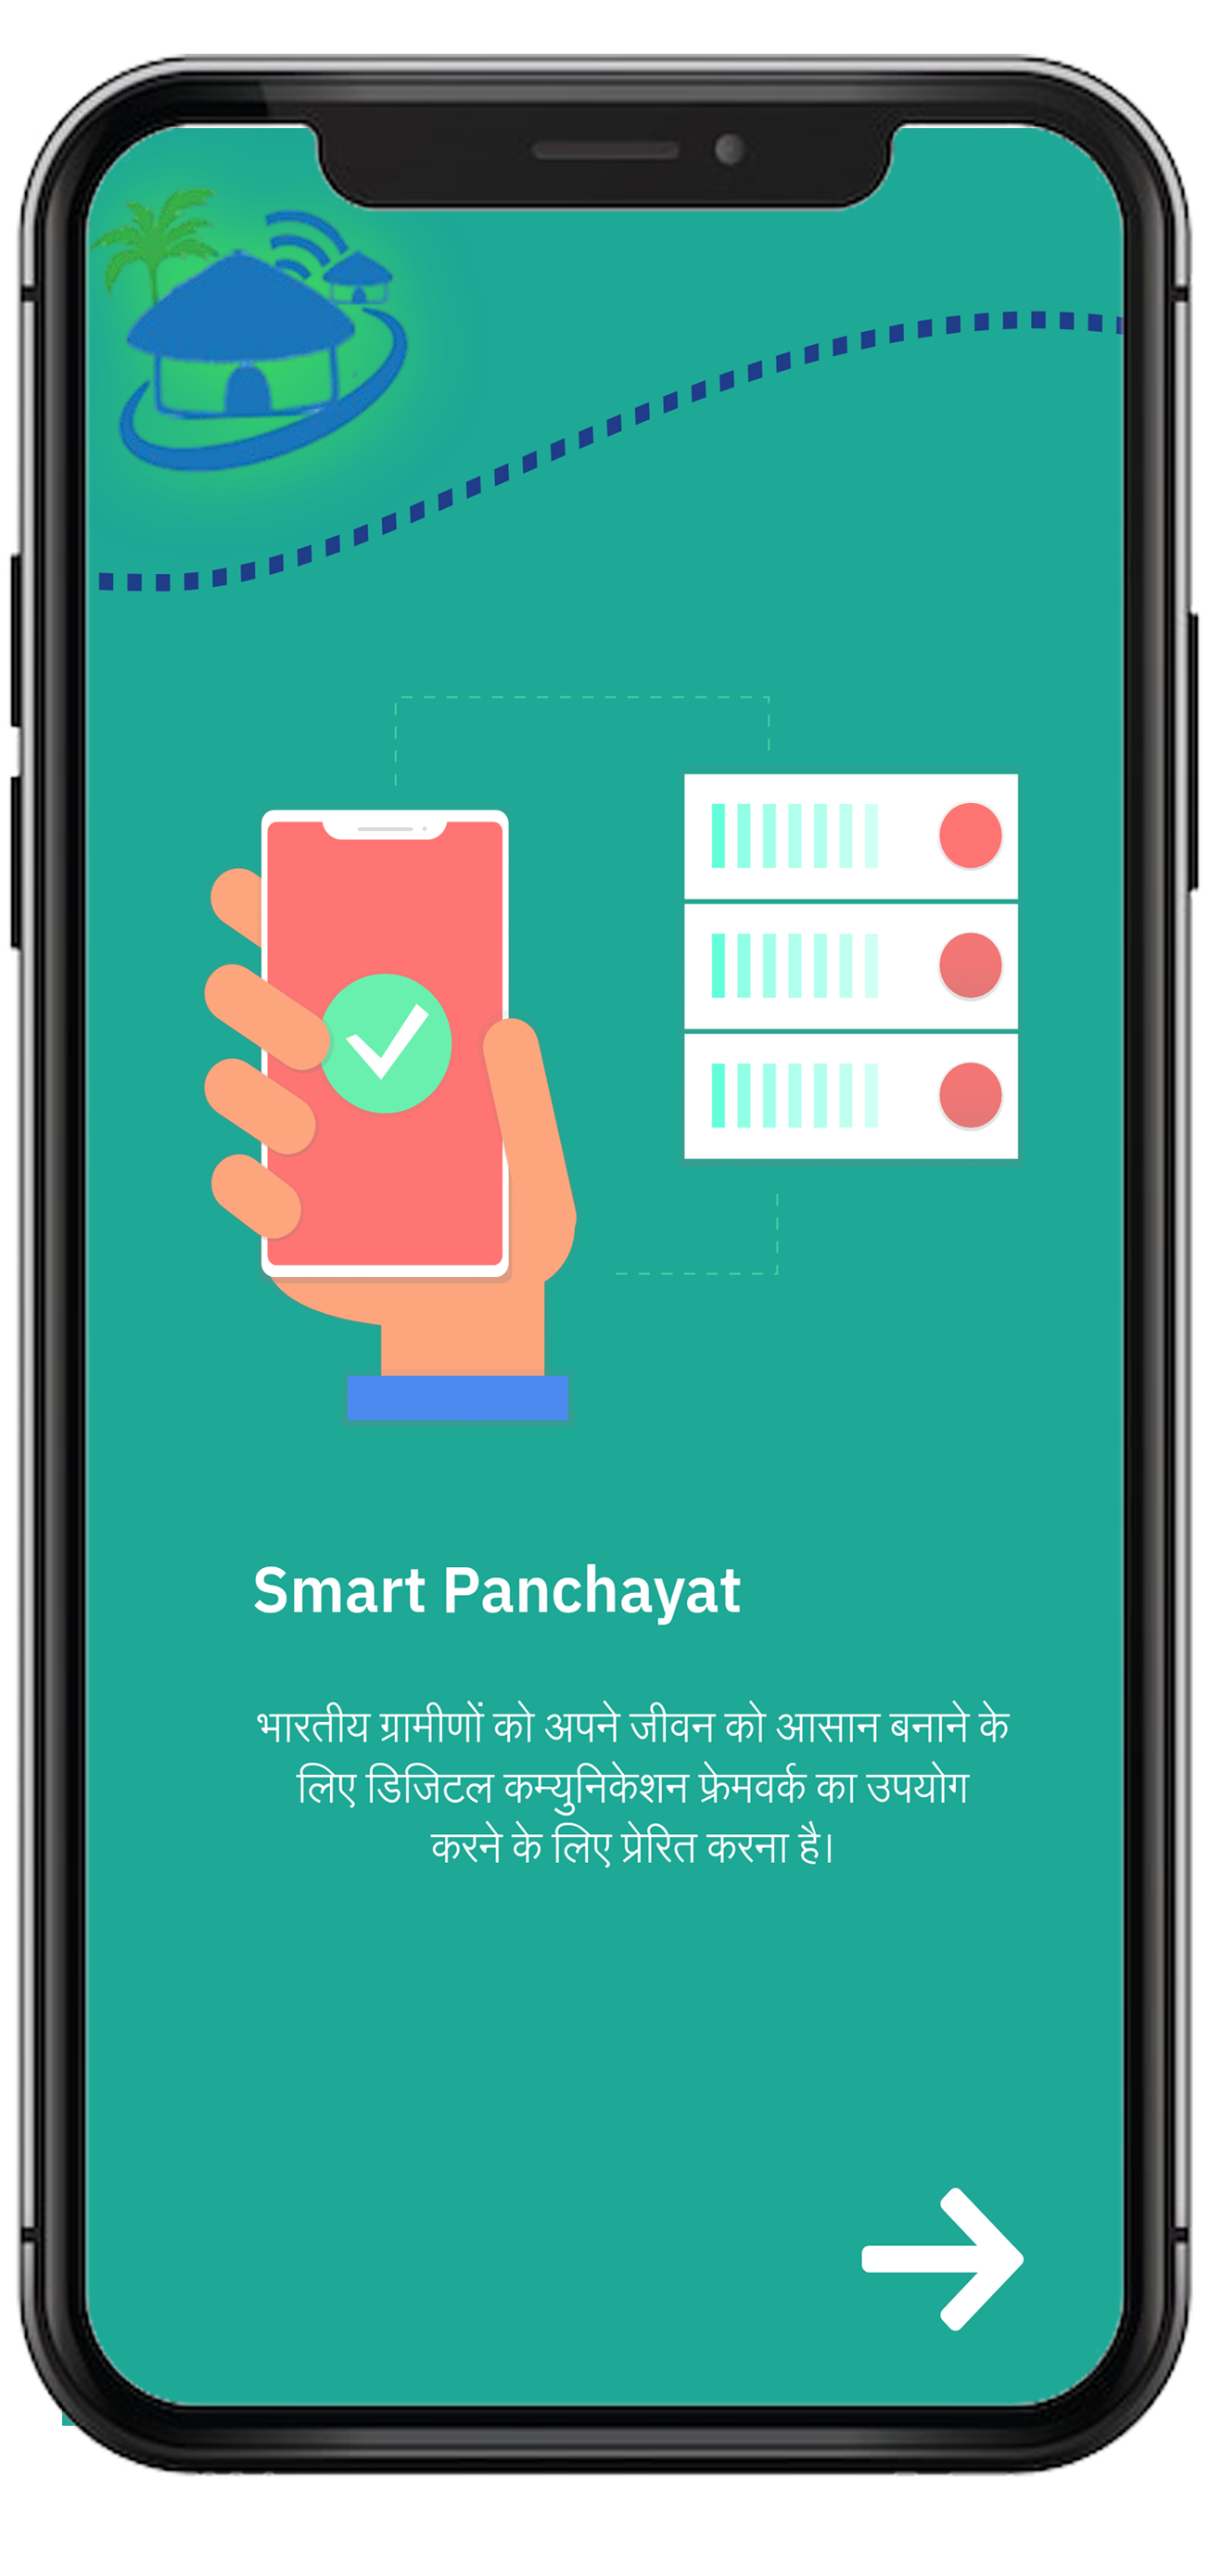 Smart Panchayat
भारतीय ग्रामीणों को अपने जीवन को आसान बनाने के
लिए डिजिटल कम्युनिकेशन फ्रेमवर्क का उपयोग
करने के लिए प्रेरित करना है।